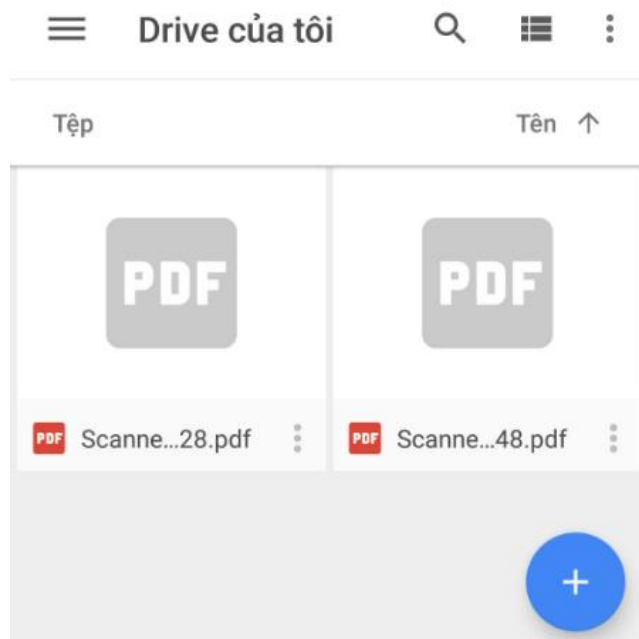 Drive của tôi
Tệp Tên
PDF PDF
PDF Scanne...28.pdf PDF Scanne...48.pdf